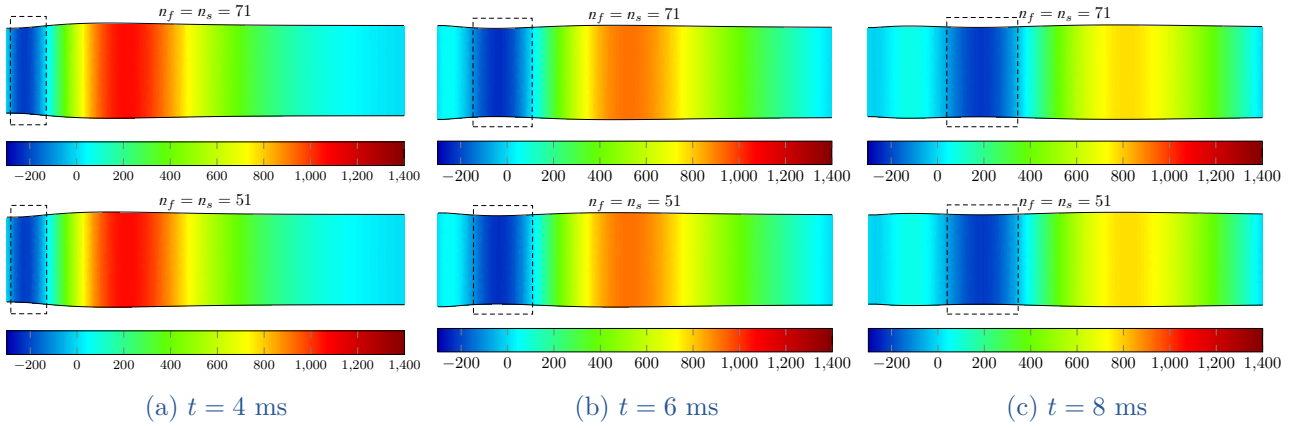 n_f = n_s = 71
n_f = n_s = 71
n_f = n_s = 71
−200 0 200 400 600 800 1,000 1,200 1,400
−200 0 200 400 600 800 1,000 1,200 1,400
−200 0 200 400 600 800 1,000 1,200 1,400
n_f = n_s = 51
n_f = n_s = 51
n_f = n_s = 51
−200 0 200 400 600 800 1,000 1,200 1,400
−200 0 200 400 600 800 1,000 1,200 1,400
−200 0 200 400 600 800 1,000 1,200 1,400
(a) t = 4 ms
(b) t = 6 ms
(c) t = 8 ms